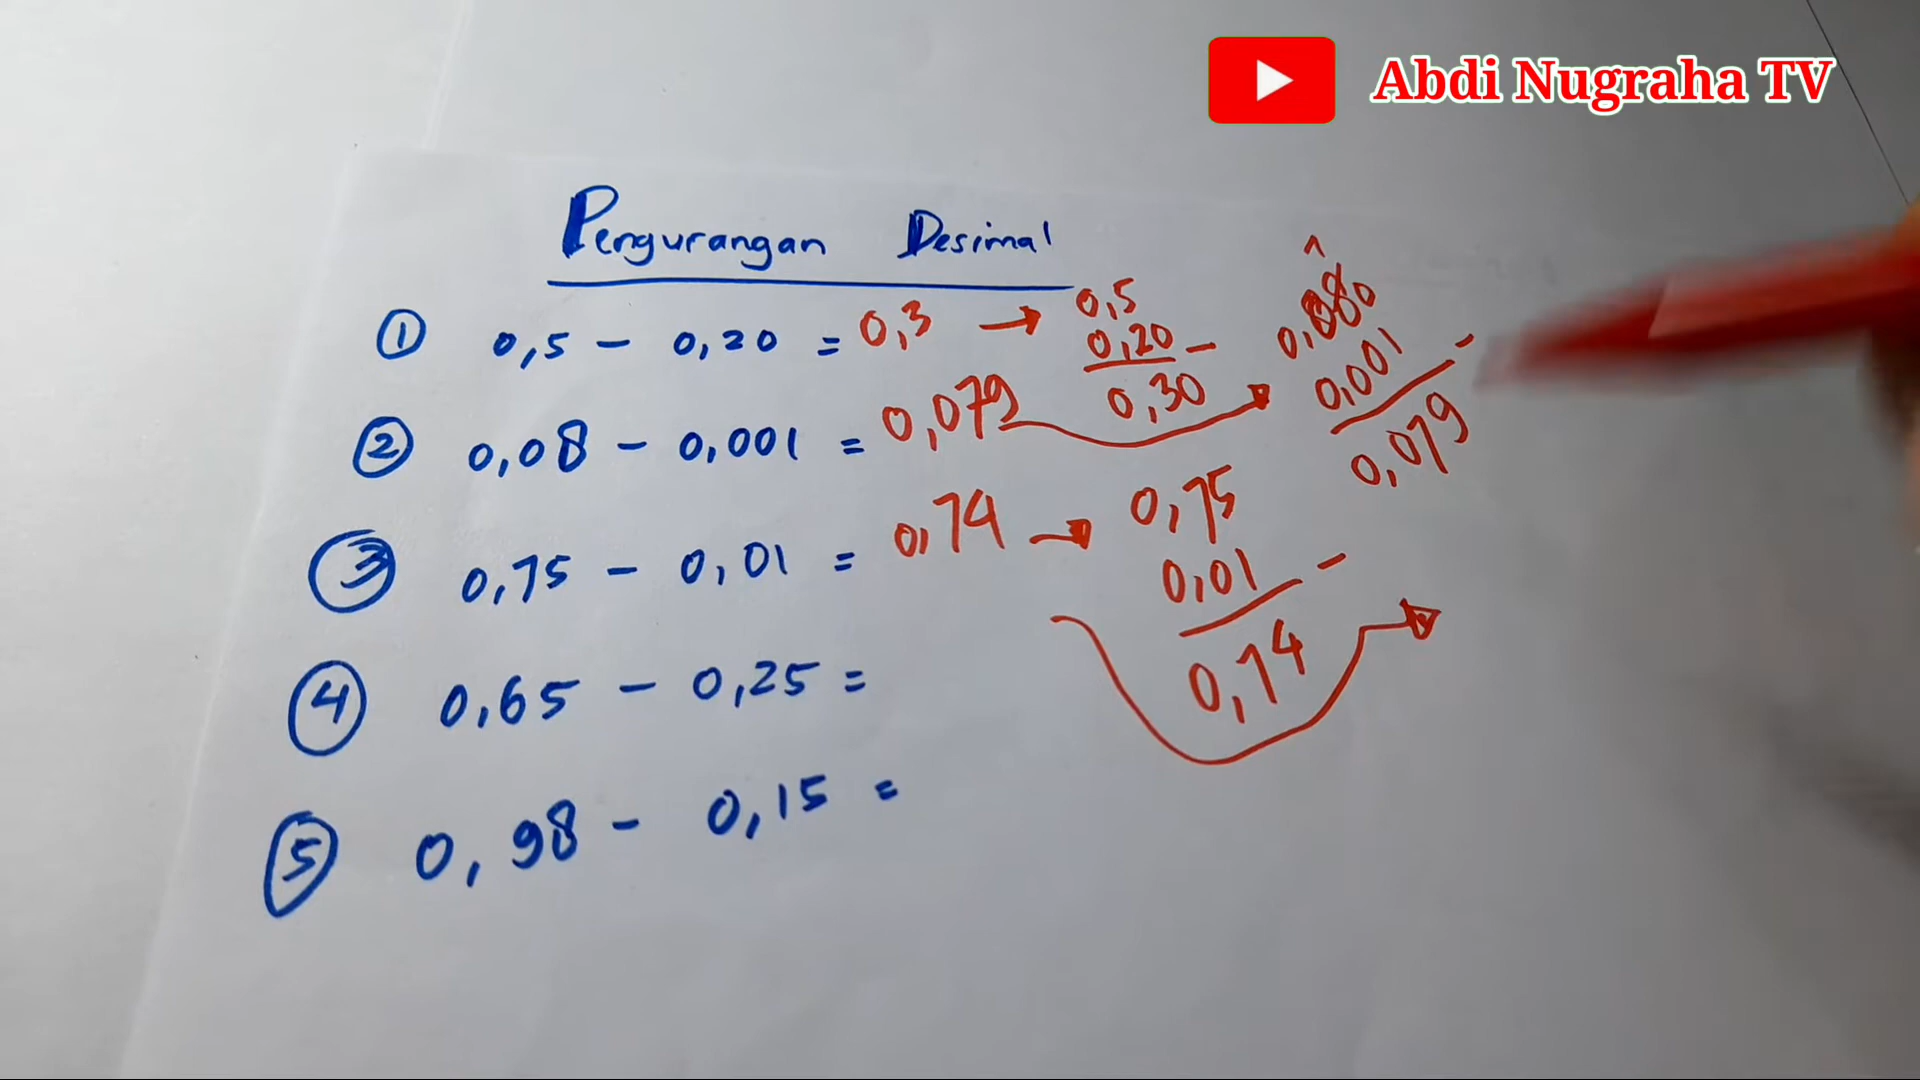 Abdi Nugraha TV
Pengurangan Desimal
① 0,5 - 0,20 = 0,3 → 0,5
0,20 -
0,30
② 0,08 - 0,001 = 0,079 → 0,080
0,001 -
0,079
③ 0,75 - 0,01 = 0,74 → 0,75
0,01 -
0,74
④ 0,65 - 0,25 =
⑤ 0,98 - 0,15 =